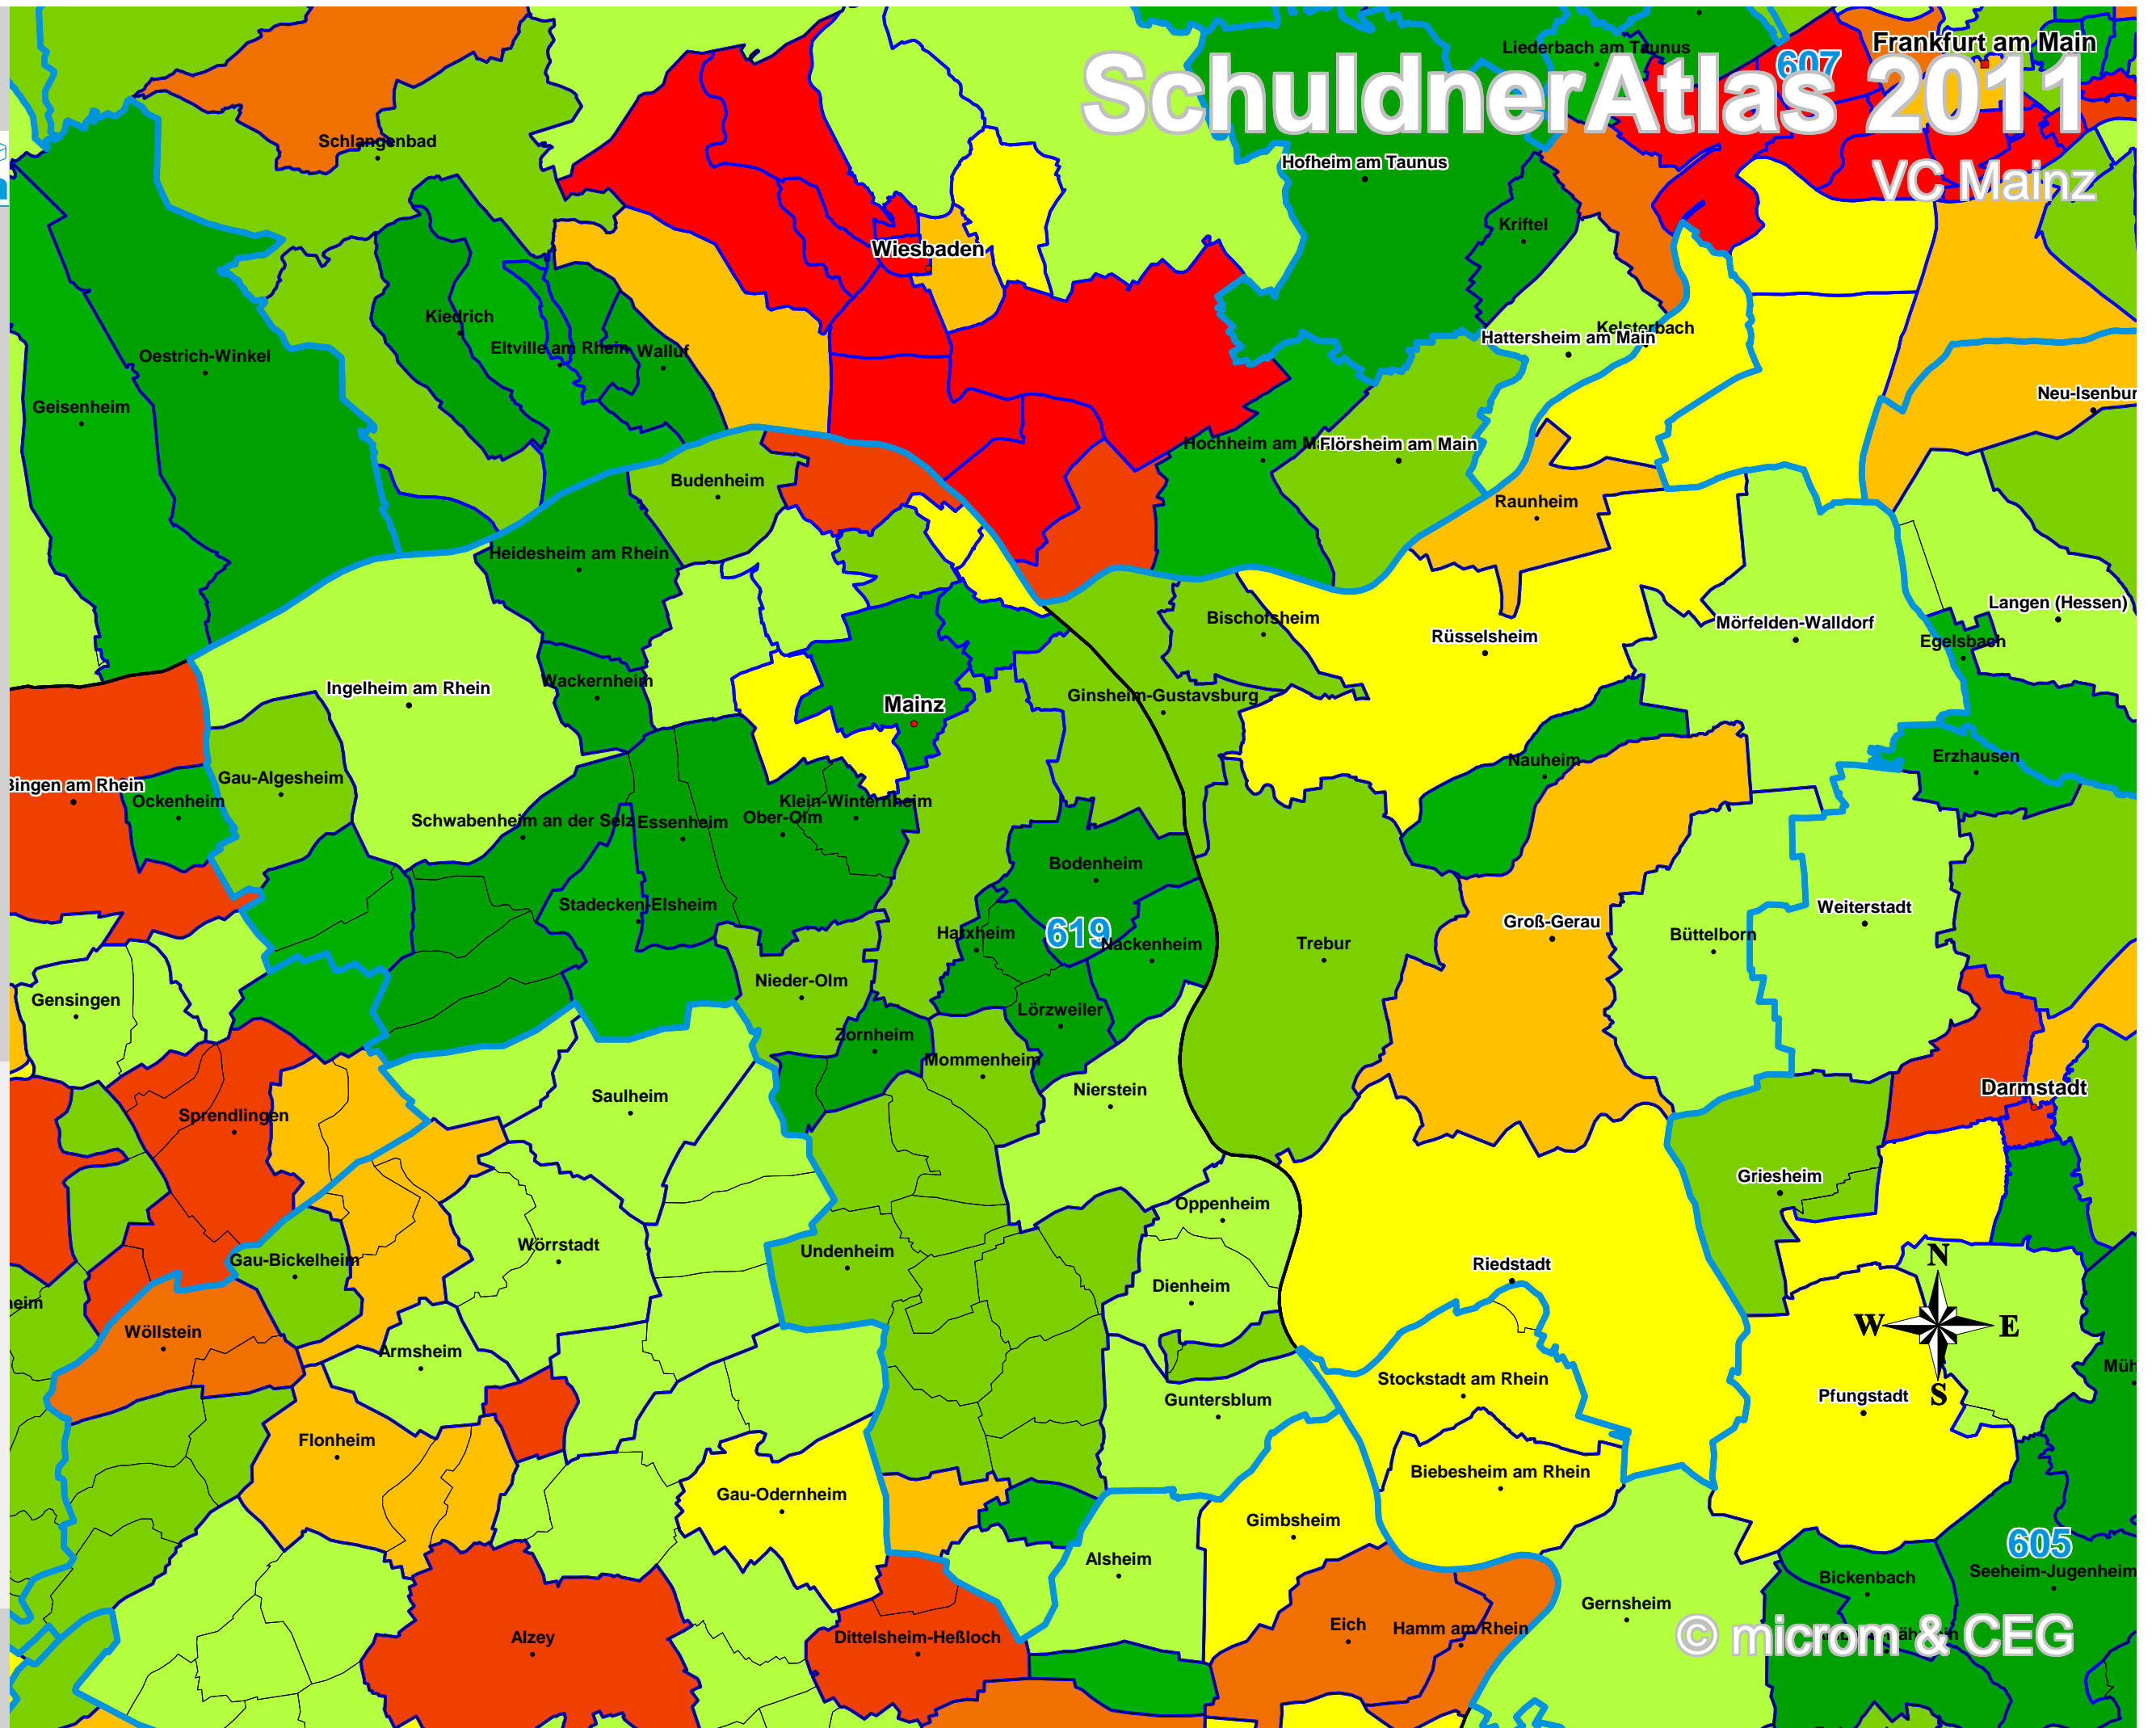 Liederbach am Taunus
Frankfurt am Main
607
SchuldnerAtlas 2011
VC Mainz
Schlangenbad
Hofheim am Taunus
Kriftel
Wiesbaden
Kiedrich
Eltville am Rhein
Walluf
Oestrich-Winkel
Geisenheim
Kelsterbach
Hattersheim am Main
Neu-Isenbur
Hochheim am M
Flörsheim am Main
Budenheim
Raunheim
Heidesheim am Rhein
Bischofsheim
Rüsselsheim
Mörfelden-Walldorf
Langen (Hessen)
Egelsbach
Wackernheim
Ingelheim am Rhein
Mainz
Ginsheim-Gustavsburg
Nauheim
Erzhausen
Bingen am Rhein
Ockenheim
Gau-Algesheim
Schwabenheim an der Selz
Essenheim
Ober-Olm
Klein-Winternheim
Bodenheim
Stadecken-Elsheim
Harxheim
619
Nackenheim
Trebur
Groß-Gerau
Büttelborn
Weiterstadt
Gensingen
Nieder-Olm
Lörzweiler
Zornheim
Mommenheim
Nierstein
Saulheim
Sprendlingen
Darmstadt
Griesheim
Oppenheim
Wörrstadt
Undenheim
Gau-Bickelheim
Dienheim
Riedstadt
N
W
E
S
heim
Wöllstein
Armsheim
Guntersblum
Stockstadt am Rhein
Pfungstadt
Müh
Flonheim
Gau-Odernheim
Biebesheim am Rhein
Gimbsheim
Alsheim
605
Seeheim-Jugenheim
Bickenbach
Gernsheim
Alzey
Dittelsheim-Heßloch
Eich
Hamm am Rhein
© microm & CEG